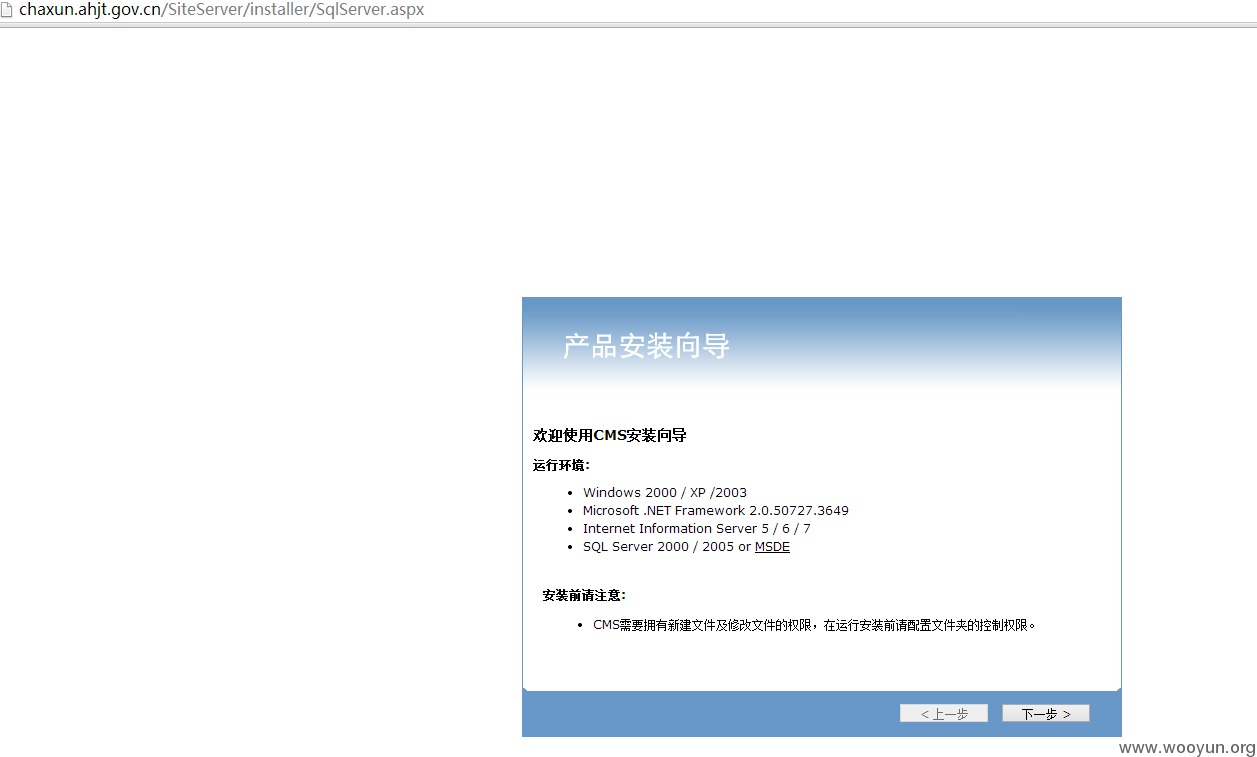 chaxun.ahjt.gov.cn/SiteServer/installer/SqlServer.aspx
产品安装向导
欢迎使用CMS安装向导
运行环境:
Windows 2000 / XP /2003
Microsoft .NET Framework 2.0.50727.3649
Internet Information Server 5 / 6 / 7
SQL Server 2000 / 2005 or MSDE
安装前请注意:
CMS需要拥有新建文件及修改文件的权限，在运行安装前请配置文件夹的控制权限。
< 上一步 下一步 >
www.wooyun.org